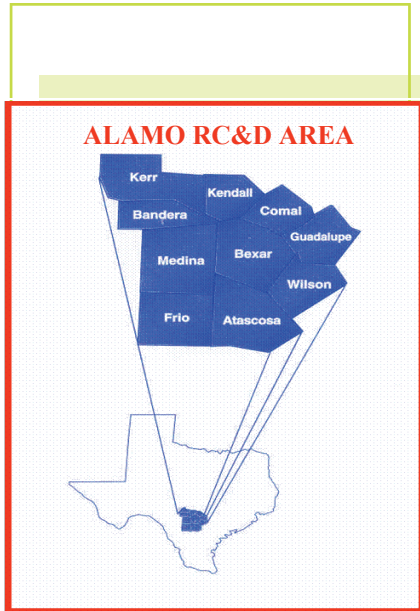 ALAMO RC&D AREA
Kerr
Kendall
Bandera
Comal
Guadalupe
Medina
Bexar
Wilson
Frio
Atascosa